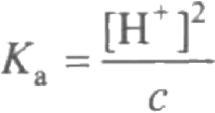 Kₐ = [H⁺]² / c